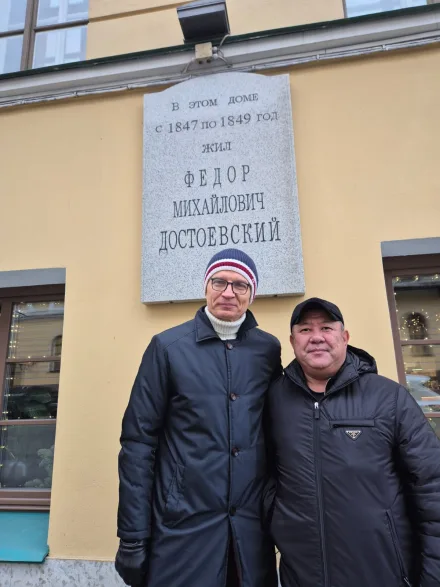 В ЭТОМ ДОМЕ
С 1847 ПО 1849 ГОД
ЖИЛ
ФЕДОР
МИХАЙЛОВИЧ
ДОСТОЕВСКИЙ